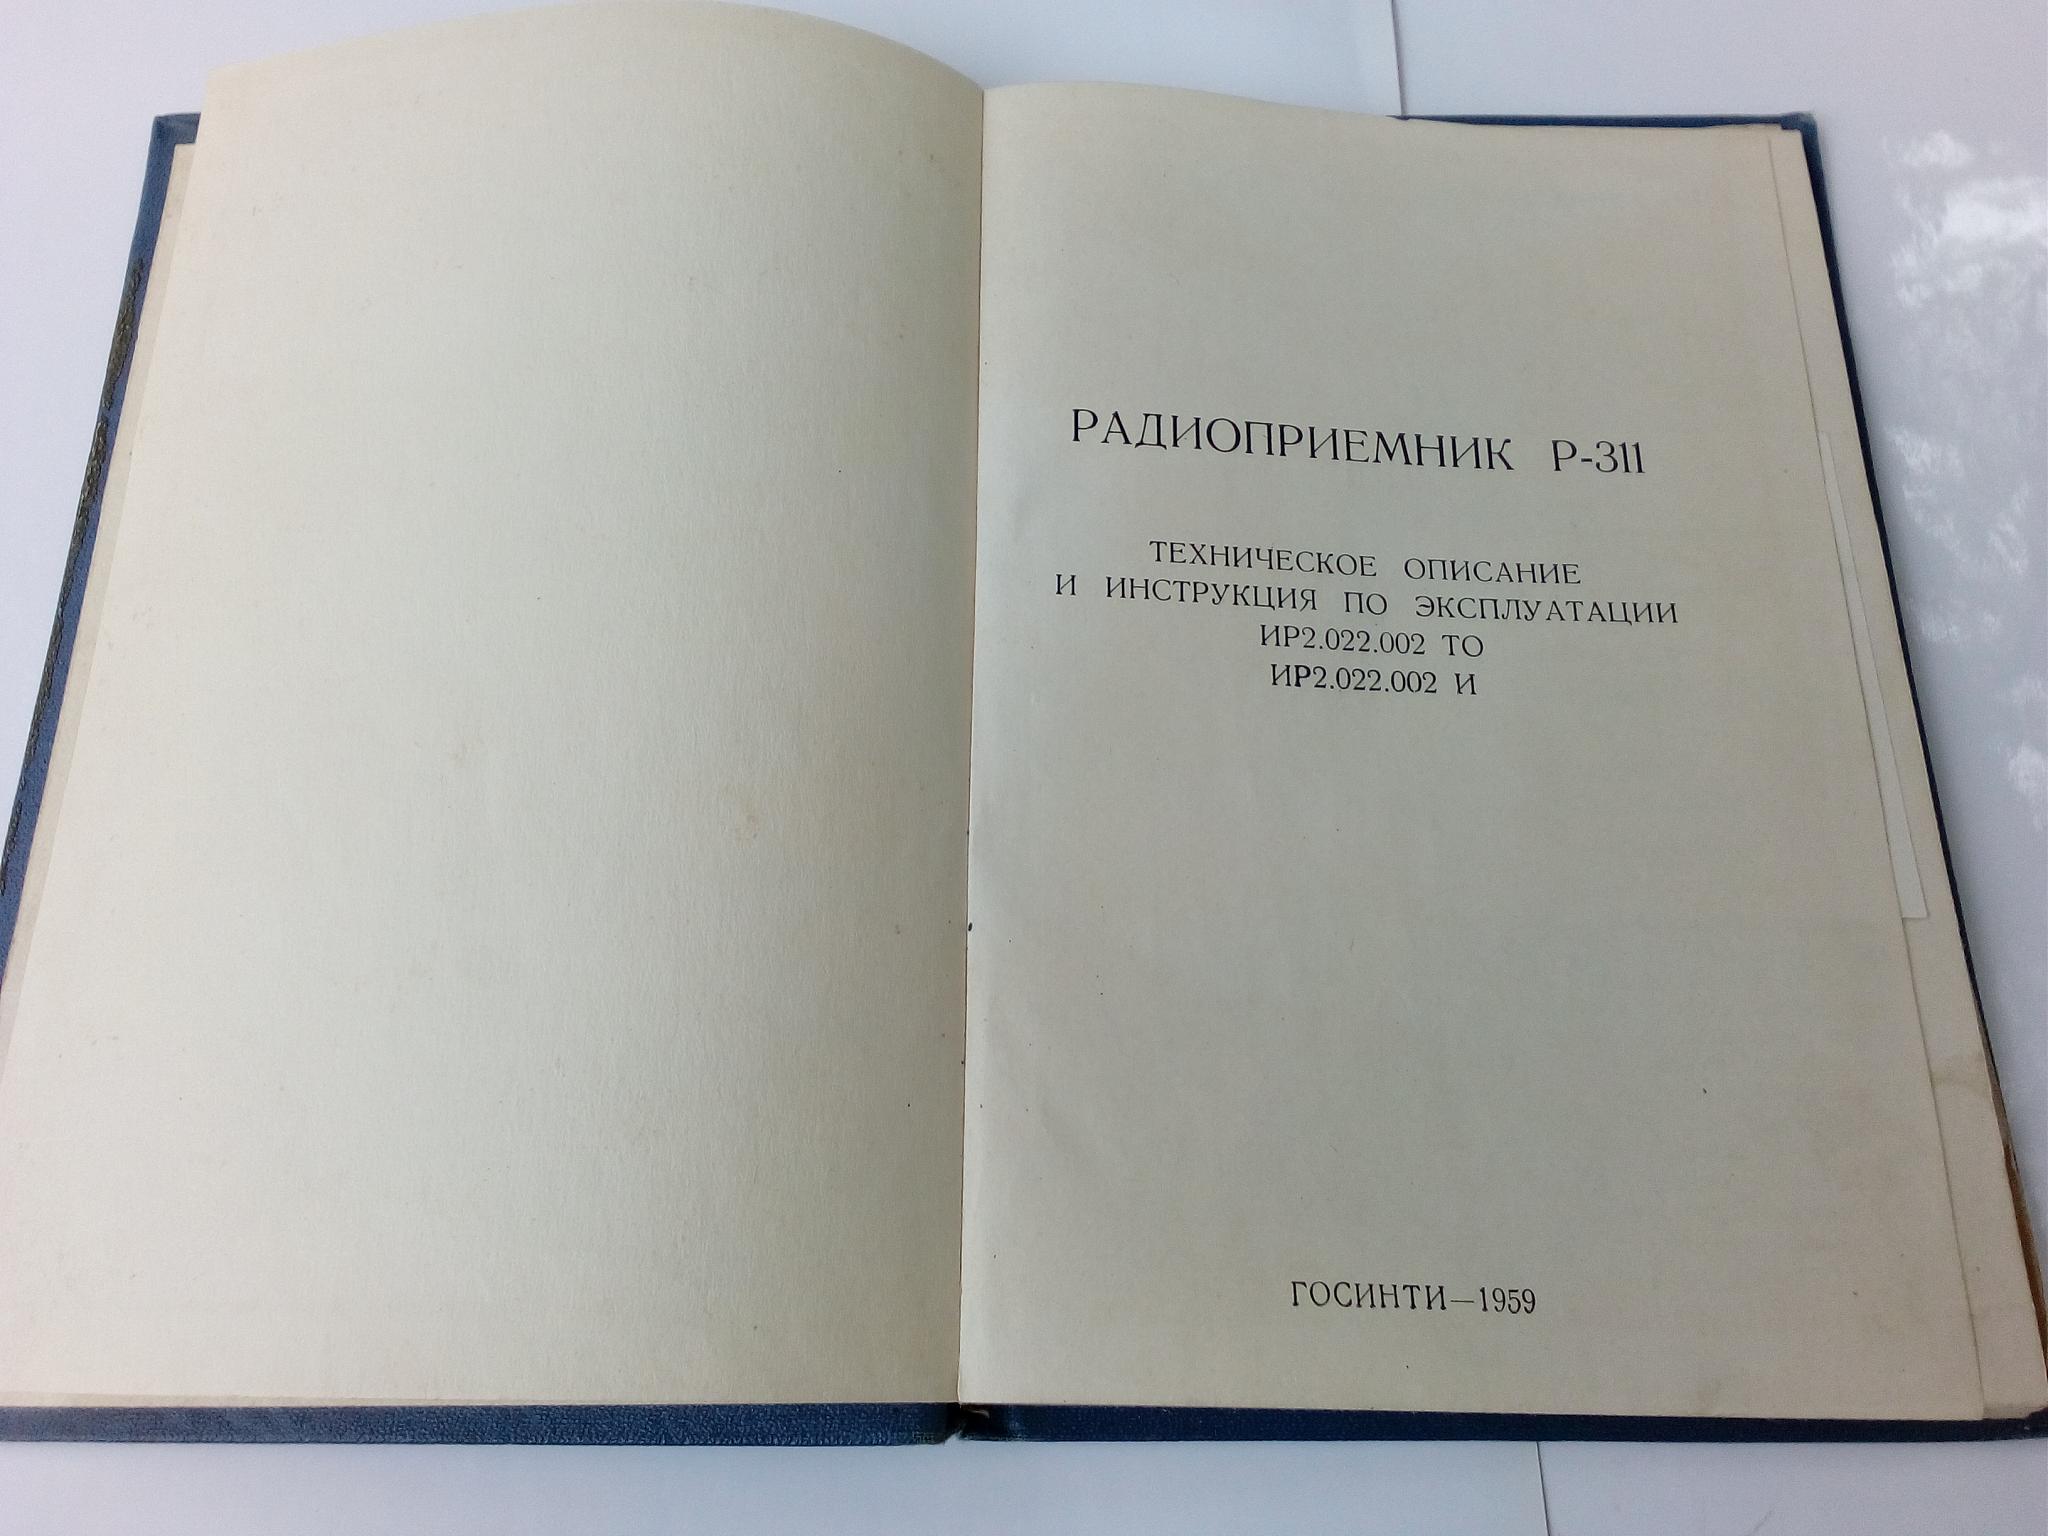 РАДИОПРИЕМНИК Р-311
ТЕХНИЧЕСКОЕ ОПИСАНИЕ
И ИНСТРУКЦИЯ ПО ЭКСПЛУАТАЦИИ
ИР2.022.002 ТО
ИР2.022.002 И
ГОСИНТИ—1959